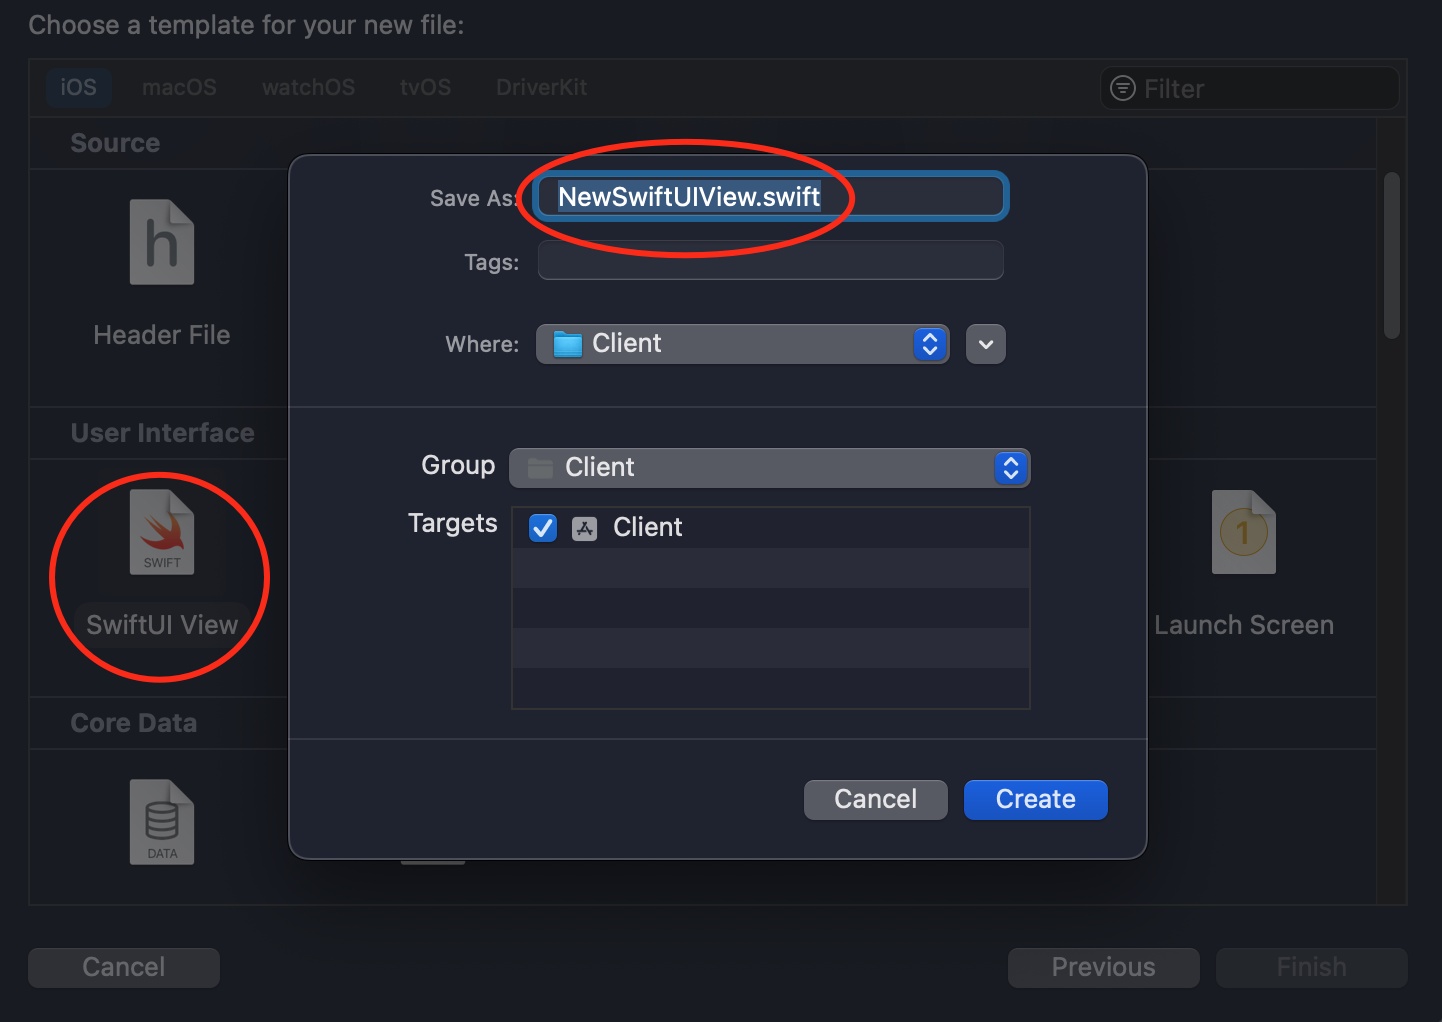 Choose a template for your new file:
iOS macOS watchOS tvOS DriverKit Filter
Source
h
Header File
User Interface
SWIFT
SwiftUI View
1
Launch Screen
Core Data
DATA
Save As: NewSwiftUIView.swift
Tags:
Where: Client
Group Client
Targets Client
Cancel Create
Cancel Previous Finish